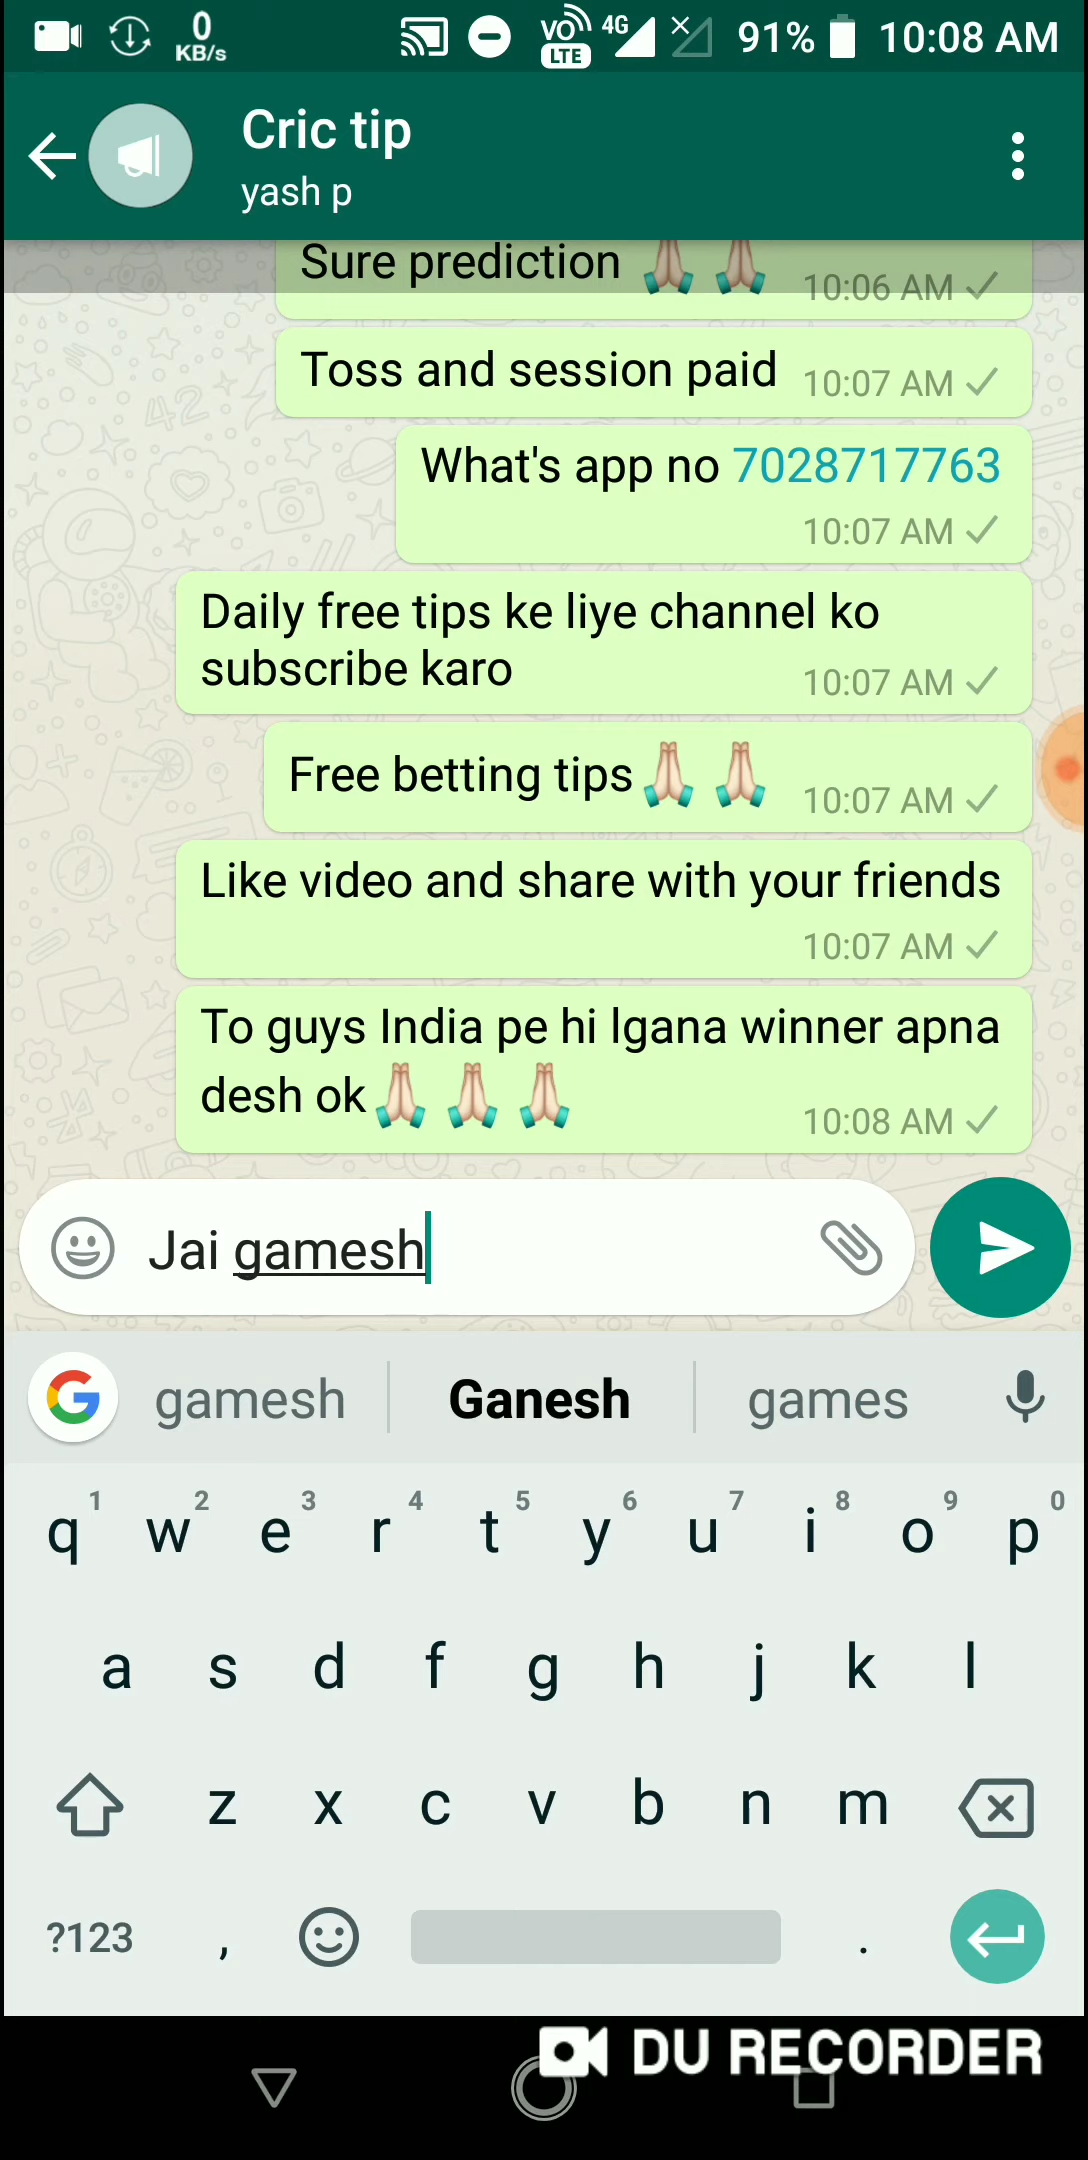 0
KB/s
VO
LTE
4G
91%
10:08 AM
Cric tip
yash p
Sure prediction 🙏🏻 🙏🏻 10:06 AM
Toss and session paid 10:07 AM
What's app no 7028717763
10:07 AM
Daily free tips ke liye channel ko
subscribe karo 10:07 AM
Free betting tips🙏🏻 🙏🏻 10:07 AM
Like video and share with your friends
10:07 AM
To guys India pe hi lgana winner apna
desh ok🙏🏻 🙏🏻 🙏🏻 10:08 AM
Jai gamesh
gamesh Ganesh games
1 2 3 4 5 6 7 8 9 0
q w e r t y u i o p
a s d f g h j k l
z x c v b n m
?123 , .
DU RECORDER